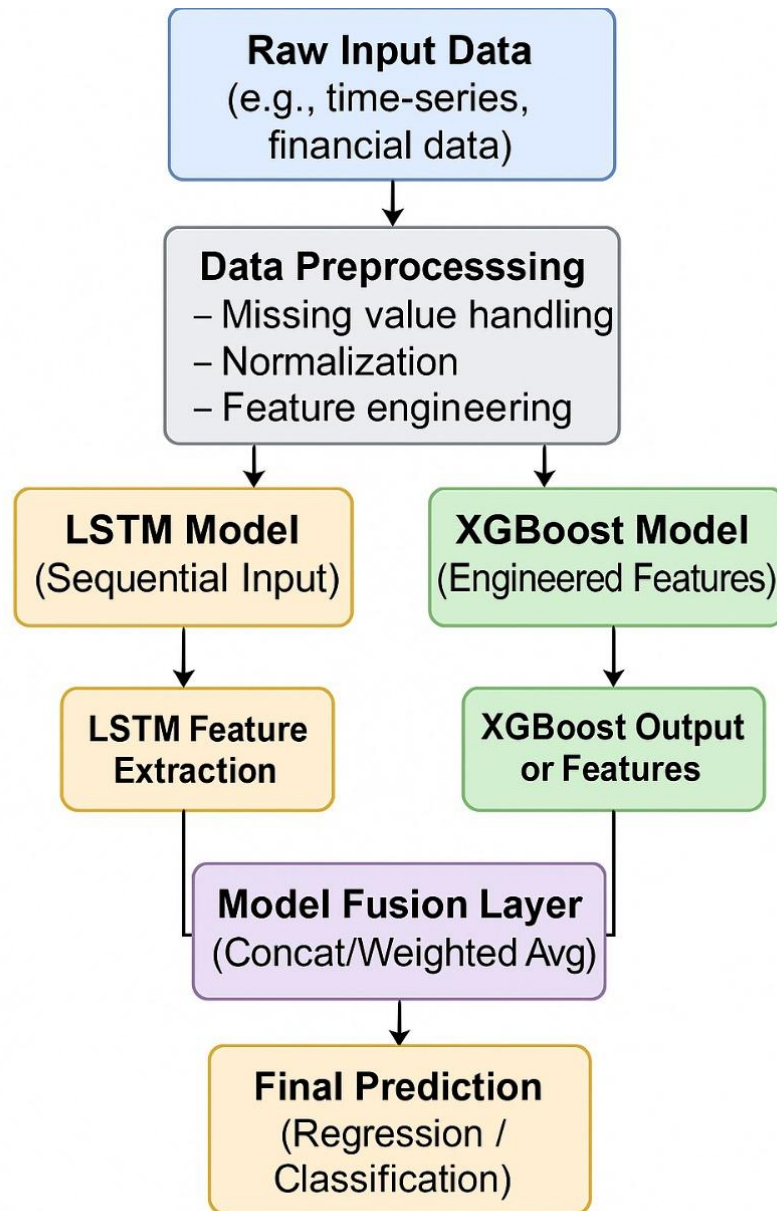 Raw Input Data
(e.g., time-series,
financial data)
Data Preprocesssing
– Missing value handling
– Normalization
– Feature engineering
LSTM Model
(Sequential Input)
XGBoost Model
(Engineered Features)
LSTM Feature
Extraction
XGBoost Output
or Features
Model Fusion Layer
(Concat/Weighted Avg)
Final Prediction
(Regression /
Classification)